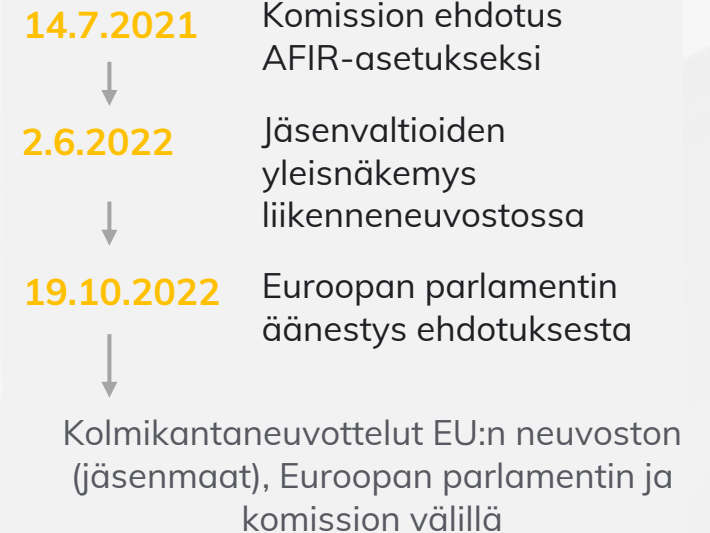 14.7.2021
Komission ehdotus
AFIR-asetukseksi
2.6.2022
Jäsenvaltioiden
yleisnäkemys
liikenneneuvostossa
19.10.2022
Euroopan parlamentin
äänestys ehdotuksesta
Kolmikantaneuvottelut EU:n neuvoston
(jäsenmaat), Euroopan parlamentin ja
komission välillä